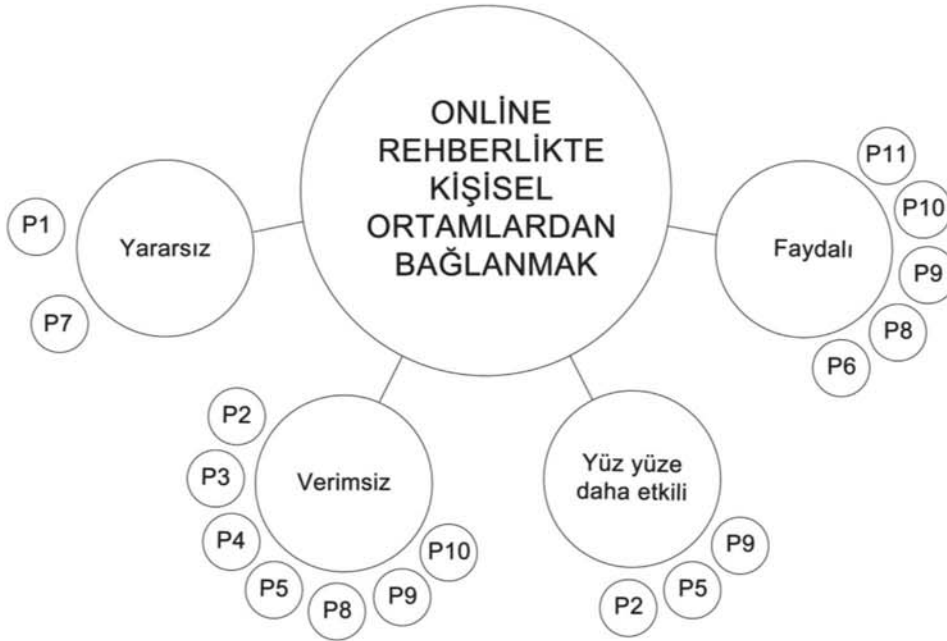 ONLİNE
REHBERLİKTE
KİŞİSEL
ORTAMLARDAN
BAĞLANMAK
Yararsız
P1
P7
Verimsiz
P2
P3
P4
P5
P8
P9
P10
Yüz yüze
daha etkili
P2
P5
P9
Faydalı
P11
P10
P9
P8
P6